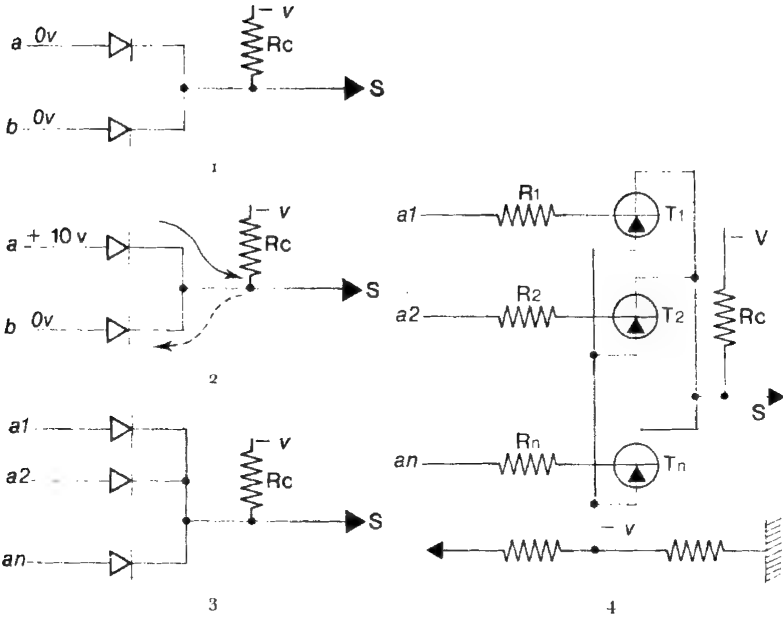 a 0v
- v
Rc
S
b 0v
1
a + 10 v
- v
Rc
S
b 0v
2
a1
a2
an
- v
Rc
S
3
a1
R1
T1
a2
R2
T2
- V
Rc
S
an
Rn
Tn
- v
4